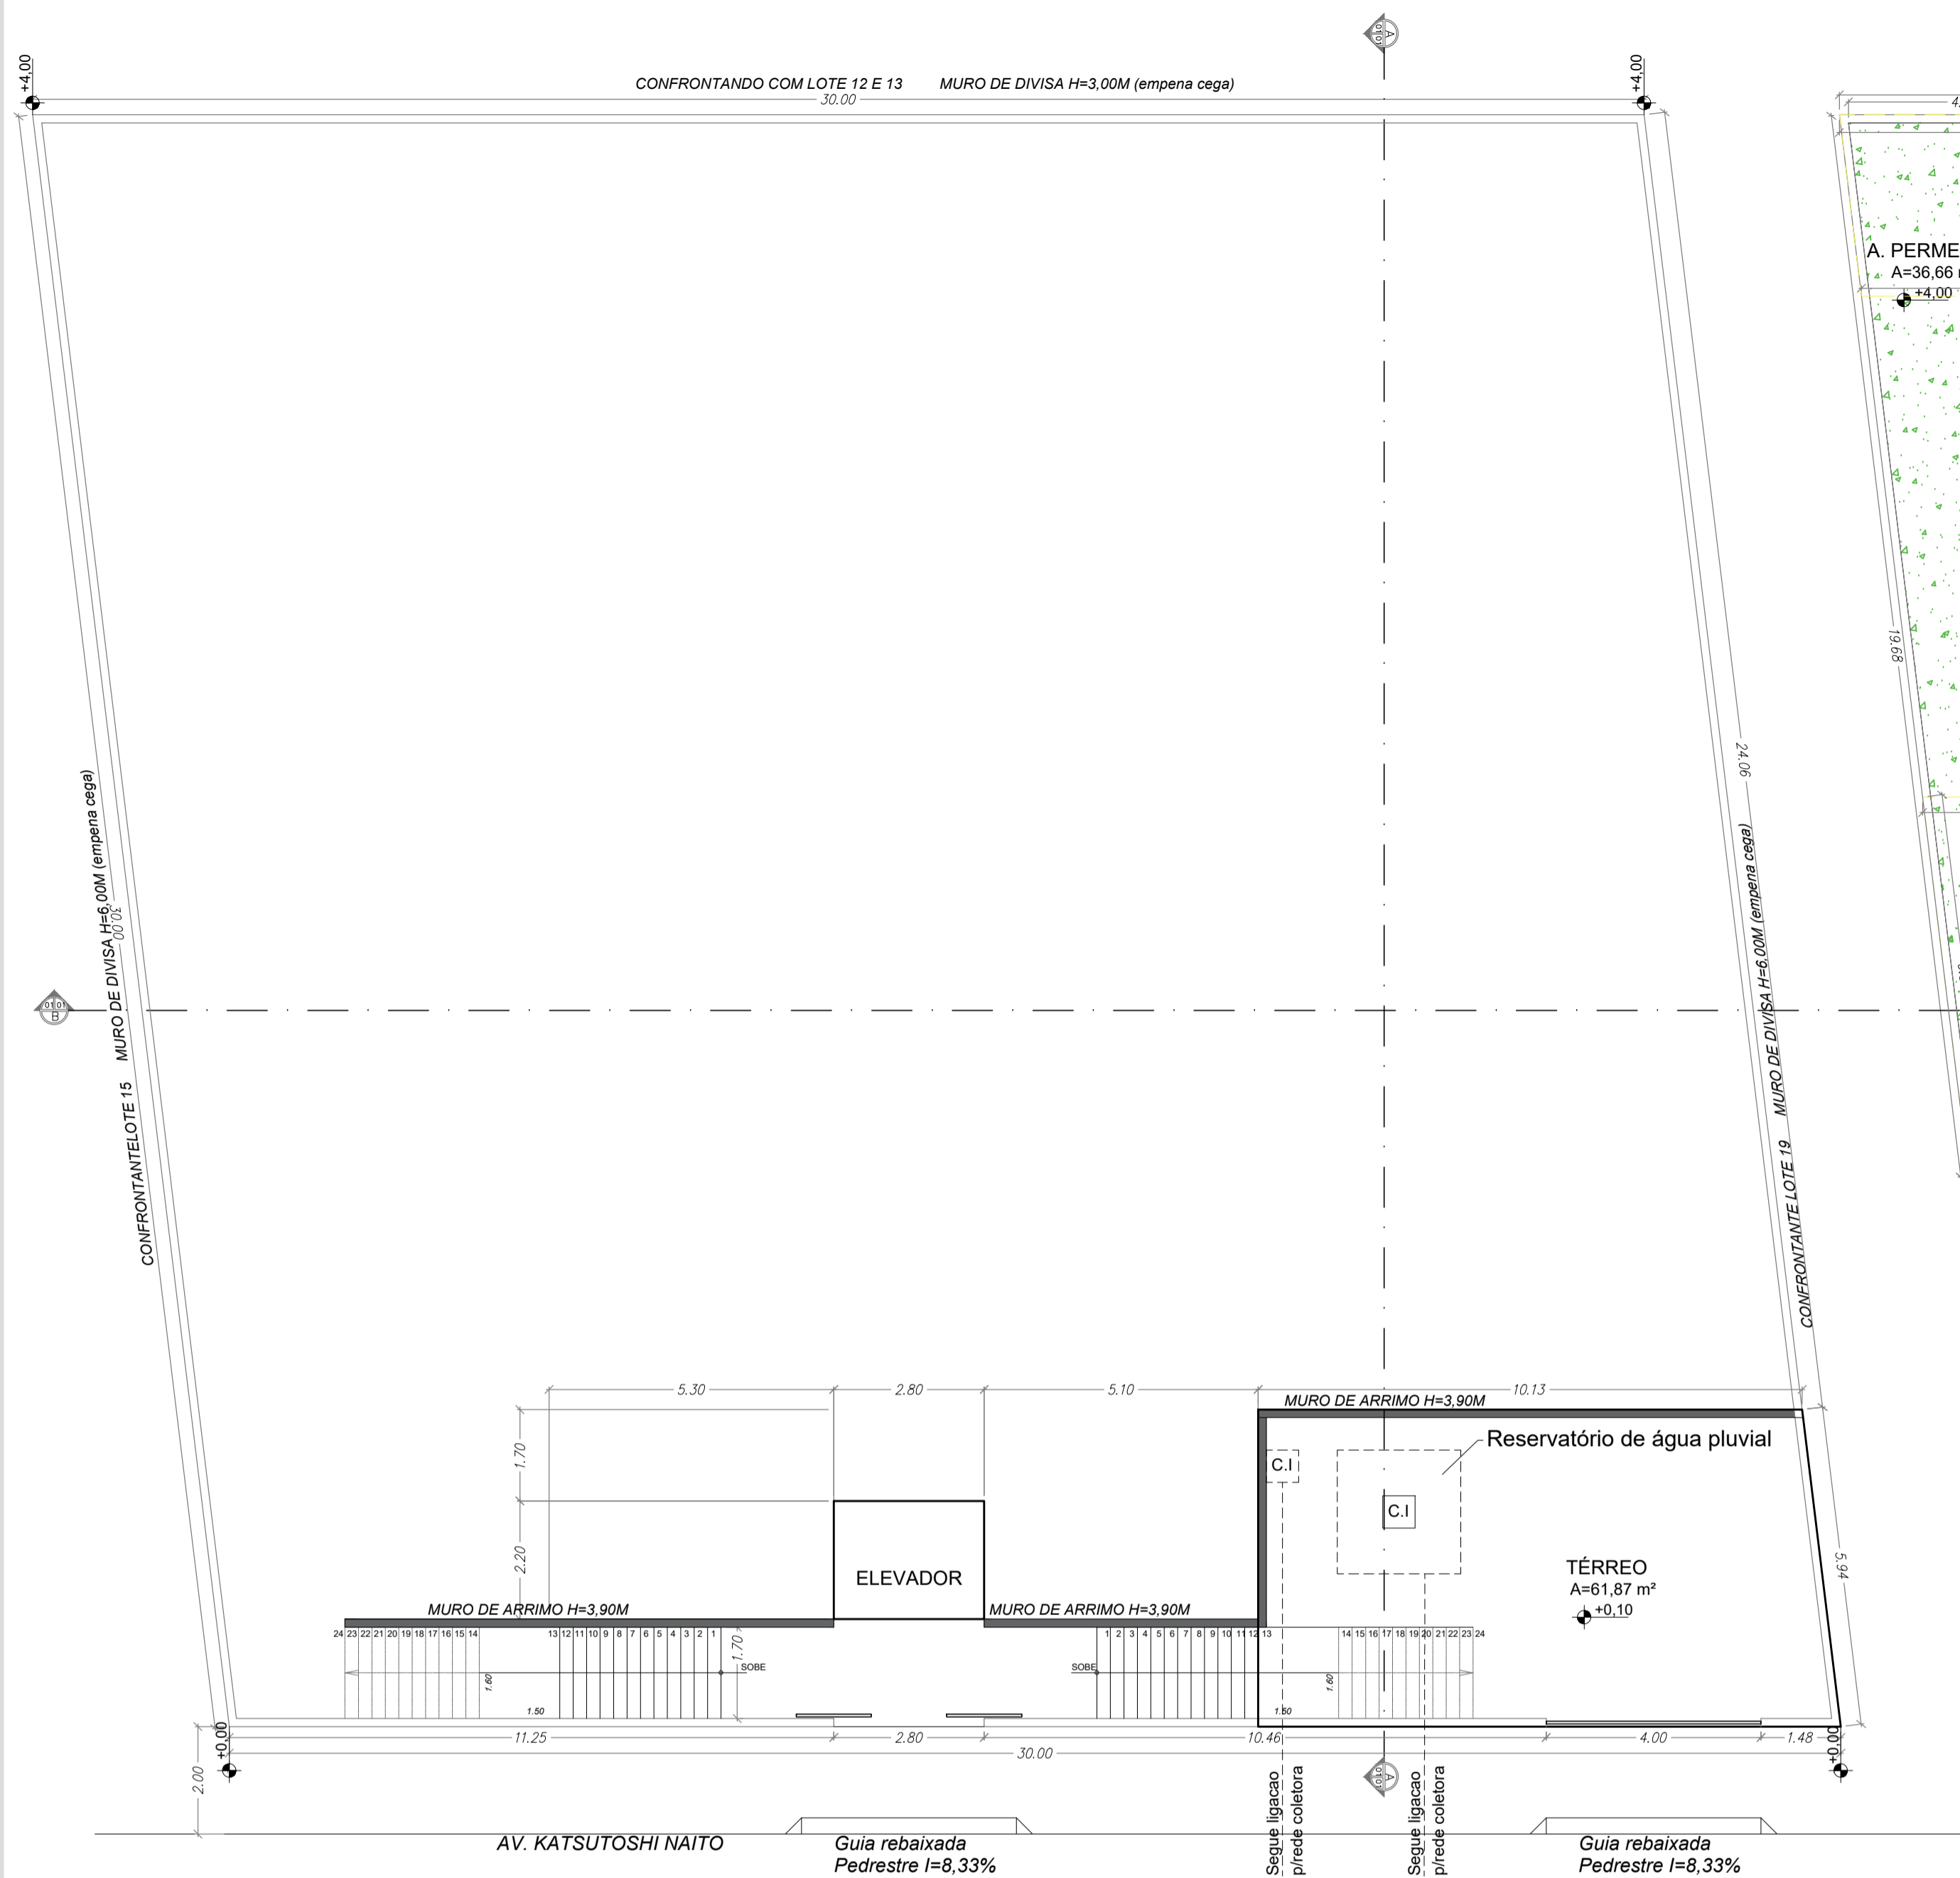 A
01 01
+4,00
+4,00
CONFRONTANDO COM LOTE 12 E 13 MURO DE DIVISA H=3,00M (empena cega)
30.00
A. PERME
A=36,66
+4,00
19.68
24.06
CONFRONTANTELOTE 15 MURO DE DIVISA H=6,00M (empena cega)
30.00
CONFRONTANTE LOTE 19 MURO DE DIVISA H=6,00M (empena cega)
01 01
B
5.30
2.80
5.10
10.13
MURO DE ARRIMO H=3,90M
Reservatório de água pluvial
1.70
C.I
C.I
2.20
ELEVADOR
TÉRREO
A=61,87 m²
+0,10
5.94
MURO DE ARRIMO H=3,90M
MURO DE ARRIMO H=3,90M
24 23 22 21 20 19 18 17 16 15 14
13 12 11 10 9 8 7 6 5 4 3 2 1
1.70
1 2 3 4 5 6 7 8 9 10 11 12 13
14 15 16 17 18 19 20 21 22 23 24
SOBE
SOBE
1.60
1.60
1.50
1.50
+0,00
11.25
2.80
10.46
4.00
1.48
+0,00
30.00
2.00
Segue ligacao
p/rede coletora
A
01 01
Segue ligacao
p/rede coletora
AV. KATSUTOSHI NAITO
Guia rebaixada
Pedrestre I=8,33%
Guia rebaixada
Pedrestre I=8,33%